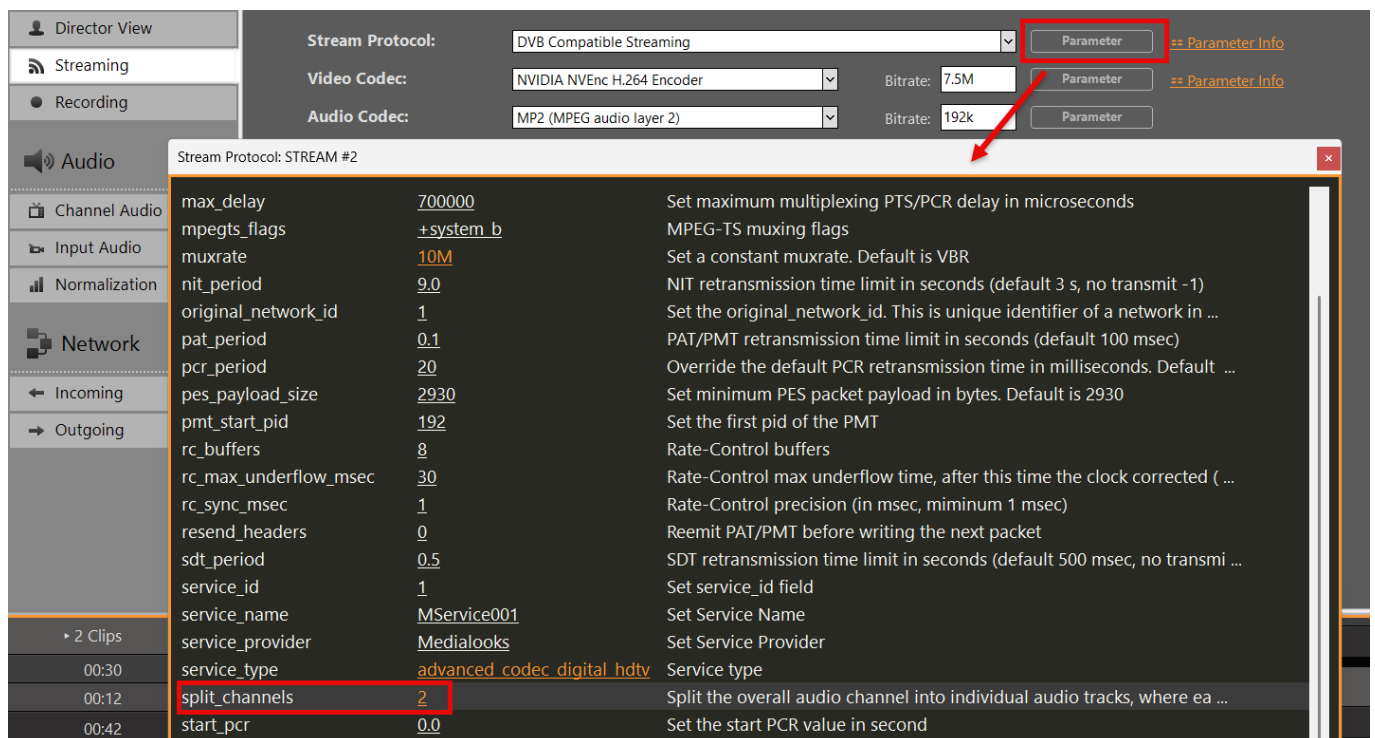 Director View
Streaming
Recording
Audio
Channel Audio
Input Audio
Normalization
Network
Incoming
Outgoing
2 Clips
00:30
00:12
00:42
Stream Protocol: DVB Compatible Streaming Parameter Parameter Info
Video Codec: NVIDIA NVEnc H.264 Encoder Bitrate: 7.5M Parameter Parameter Info
Audio Codec: MP2 (MPEG audio layer 2) Bitrate: 192k Parameter
Stream Protocol: STREAM #2
max_delay 700000 Set maximum multiplexing PTS/PCR delay in microseconds
mpegts_flags +system_b MPEG-TS muxing flags
muxrate 10M Set a constant muxrate. Default is VBR
nit_period 9.0 NIT retransmission time limit in seconds (default 3 s, no transmit -1)
original_network_id 1 Set the original_network_id. This is unique identifier of a network in ...
pat_period 0.1 PAT/PMT retransmission time limit in seconds (default 100 msec)
pcr_period 20 Override the default PCR retransmission time in milliseconds. Default ...
pes_payload_size 2930 Set minimum PES packet payload in bytes. Default is 2930
pmt_start_pid 192 Set the first pid of the PMT
rc_buffers 8 Rate-Control buffers
rc_max_underflow_msec 30 Rate-Control max underflow time, after this time the clock corrected ( ...
rc_sync_msec 1 Rate-Control precision (in msec, miminum 1 msec)
resend_headers 0 Reemit PAT/PMT before writing the next packet
sdt_period 0.5 SDT retransmission time limit in seconds (default 500 msec, no transmi ...
service_id 1 Set service_id field
service_name MService001 Set Service Name
service_provider Medialooks Set Service Provider
service_type advanced_codec_digital_hdtv Service type
split_channels 2 Split the overall audio channel into individual audio tracks, where ea ...
start_pcr 0.0 Set the start PCR value in second